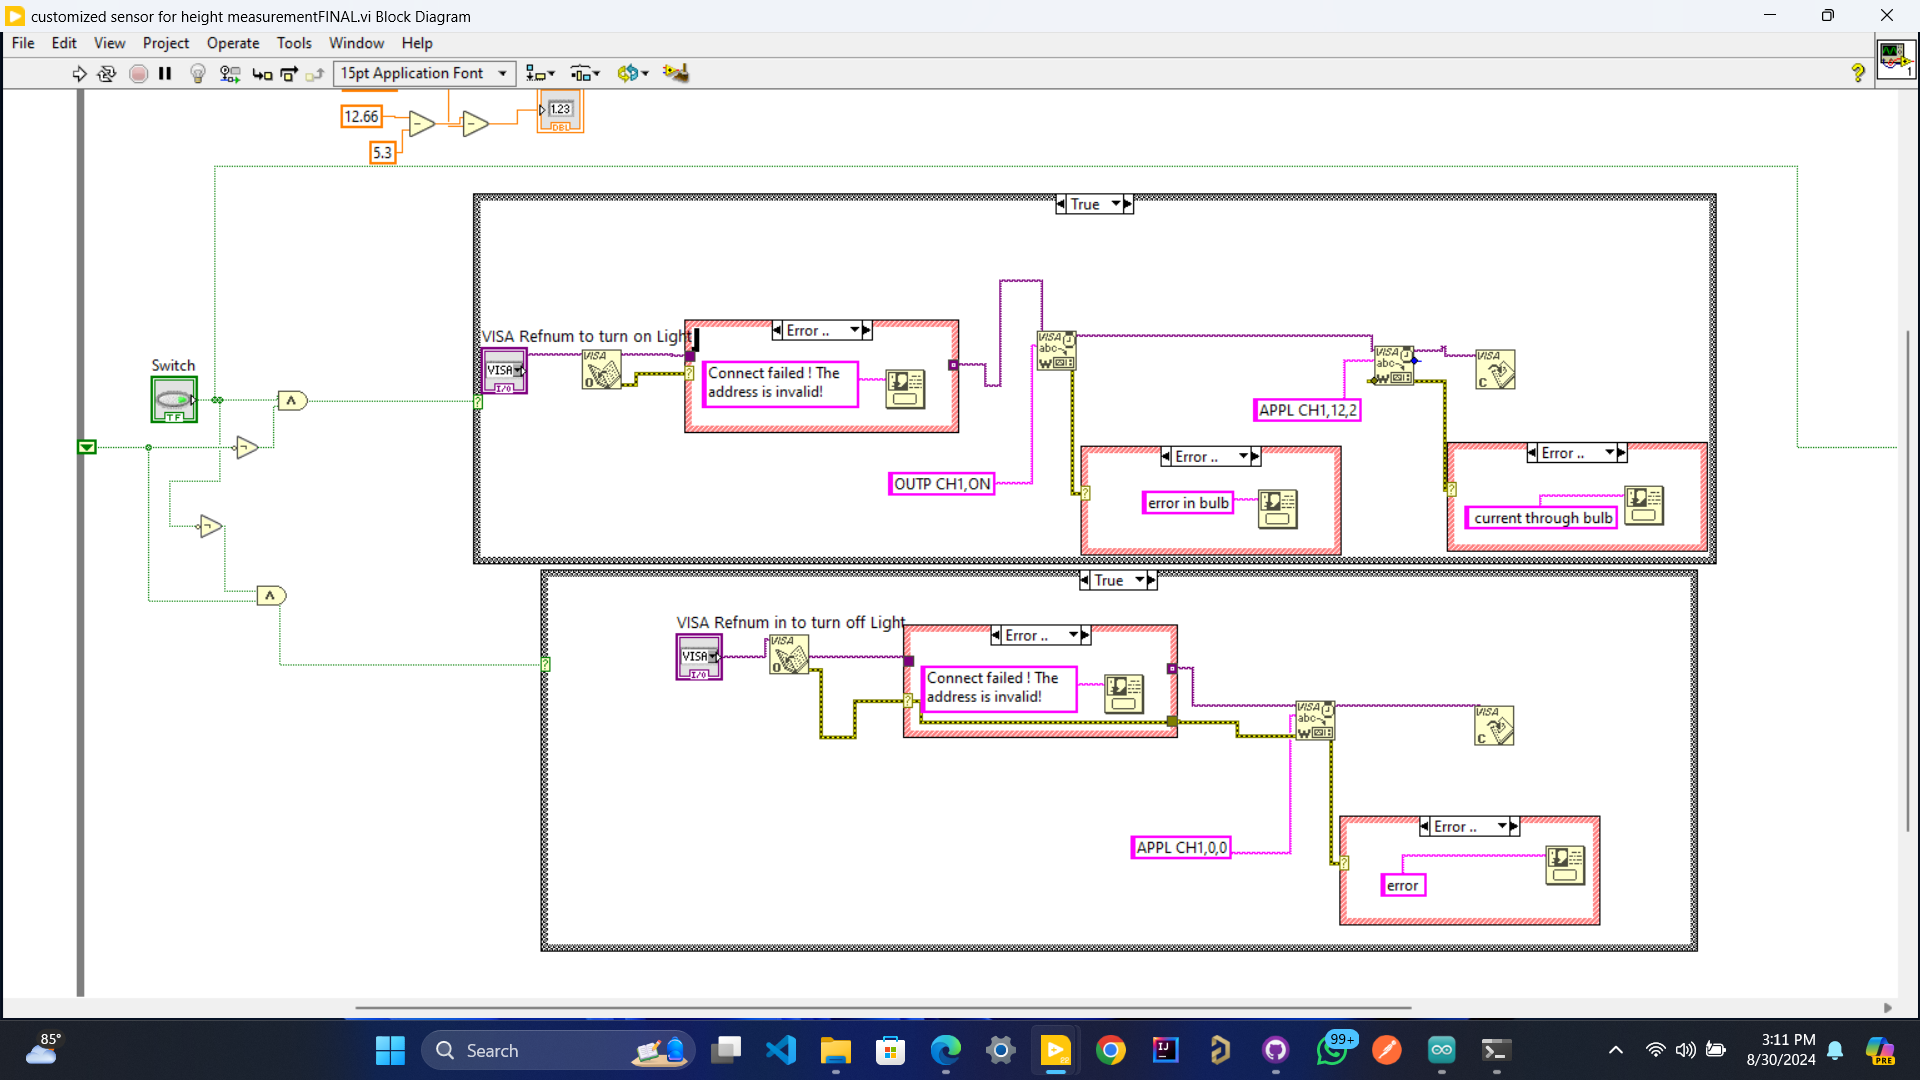 customized sensor for height measurementFINAL.vi Block Diagram
File Edit View Project Operate Tools Window Help
15pt Application Font
1
12.66
1.23
DBL
5.3
True
VISA Refnum to turn on Light
Error ..
Switch
TF
VISA
I/O
VISA
O
Connect failed ! The
address is invalid!
VISA
abc
W
VISA
abc
W
VISA
C
APPL CH1,12,2
OUTP CH1,ON
Error ..
error in bulb
Error ..
current through bulb
True
VISA Refnum in to turn off Light
Error ..
VISA
I/O
VISA
O
Connect failed ! The
address is invalid!
VISA
abc
W
VISA
C
APPL CH1,0,0
Error ..
error
85°
Search
99+
3:11 PM
8/30/2024
PRE